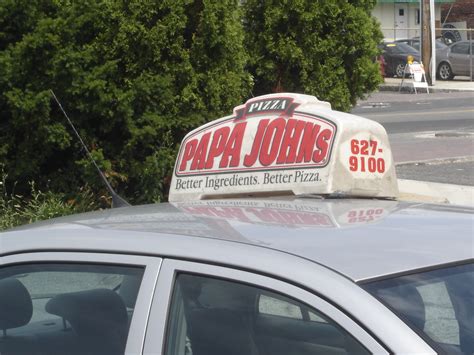 PIZZA
PAPA JOHNS
Better Ingredients. Better Pizza.
627-
9100